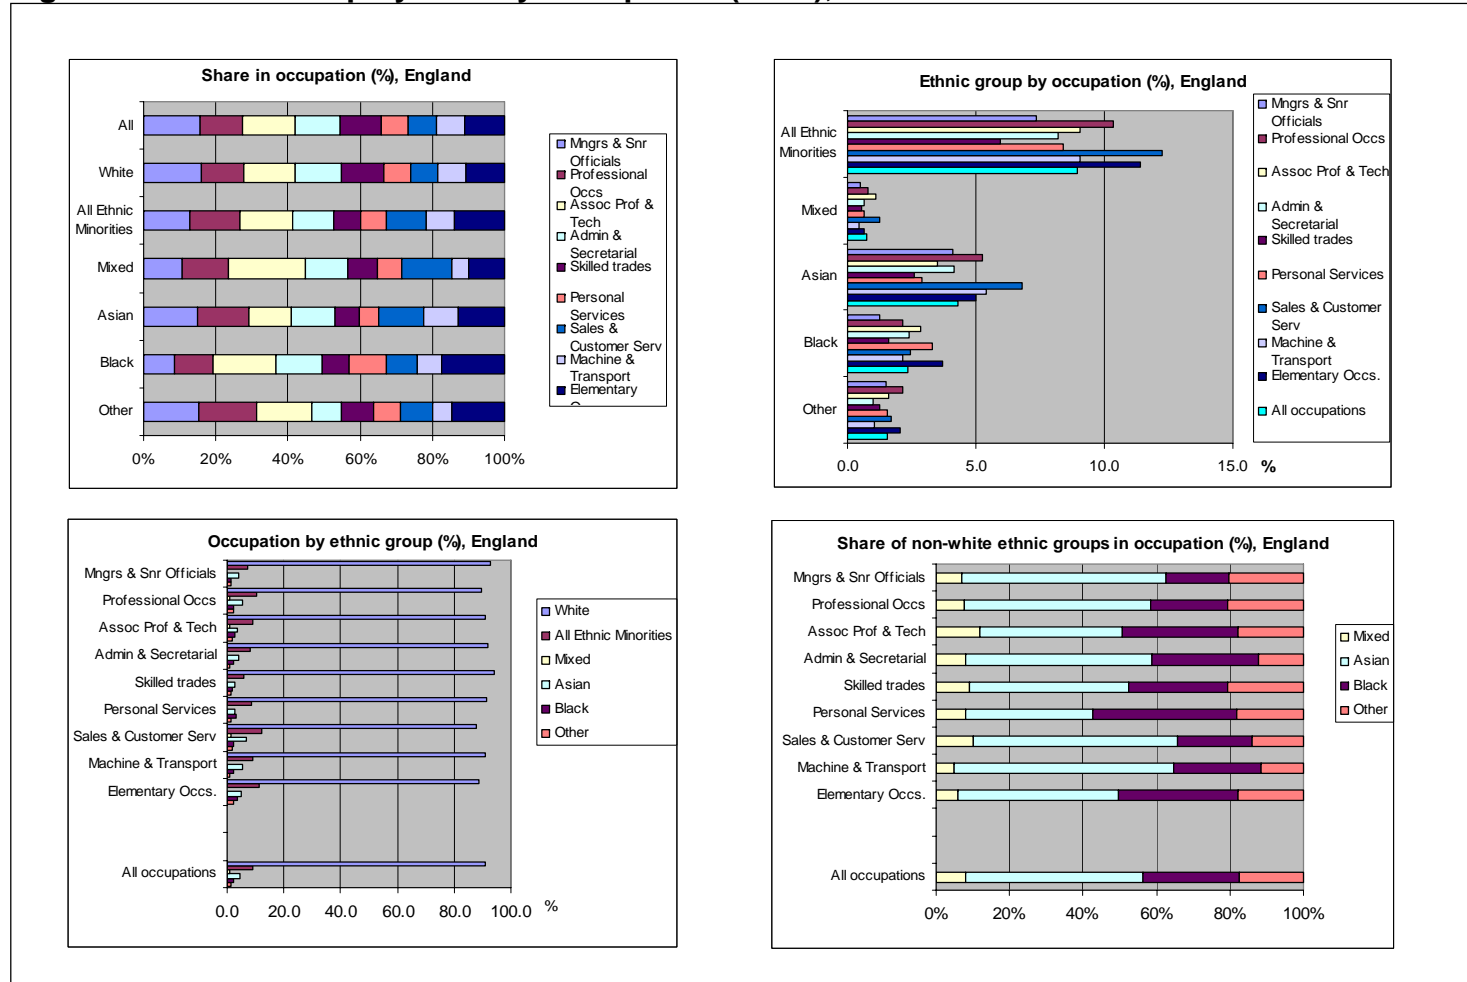 Share in occupation (%), England
All
White
All Ethnic
Minorities
Mixed
Asian
Black
Other
0%
20%
40%
60%
80%
100%
Mngrs & Snr
Officials
Professional
Occs
Assoc Prof &
Tech
Admin &
Secretarial
Skilled trades
Personal
Services
Sales &
Customer Serv
Machine &
Transport
Elementary
Ethnic group by occupation (%), England
All Ethnic
Minorities
Mixed
Asian
Black
Other
0.0
5.0
10.0
15.0
%
Mngrs & Snr
Officials
Professional Occs
Assoc Prof & Tech
Admin &
Secretarial
Skilled trades
Personal Services
Sales & Customer
Serv
Machine &
Transport
Elementary Occs.
All occupations
Occupation by ethnic group (%), England
Mngrs & Snr Officials
Professional Occs
Assoc Prof & Tech
Admin & Secretarial
Skilled trades
Personal Services
Sales & Customer Serv
Machine & Transport
Elementary Occs.
All occupations
0.0
20.0
40.0
60.0
80.0
100.0
%
White
All Ethnic Minorities
Mixed
Asian
Black
Other
Share of non-white ethnic groups in occupation (%), England
Mngrs & Snr Officials
Professional Occs
Assoc Prof & Tech
Admin & Secretarial
Skilled trades
Personal Services
Sales & Customer Serv
Machine & Transport
Elementary Occs.
All occupations
0%
20%
40%
60%
80%
100%
Mixed
Asian
Black
Other